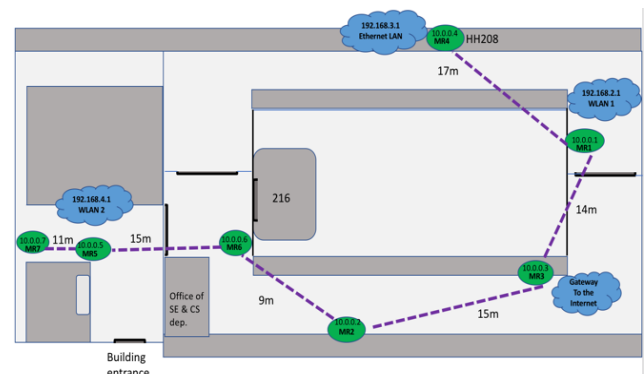 192.168.3.1
Ethernet LAN
10.0.0.4
MR4
HH208
17m
192.168.2.1
WLAN 1
10.0.0.1
MR1
216
14m
192.168.4.1
WLAN 2
10.0.0.7
MR7
11m
10.0.0.5
MR5
15m
10.0.0.6
MR6
10.0.0.3
MR3
Gateway
To the
Internet
Office of
SE & CS
dep.
9m
15m
10.0.0.2
MR2
Building
entrance